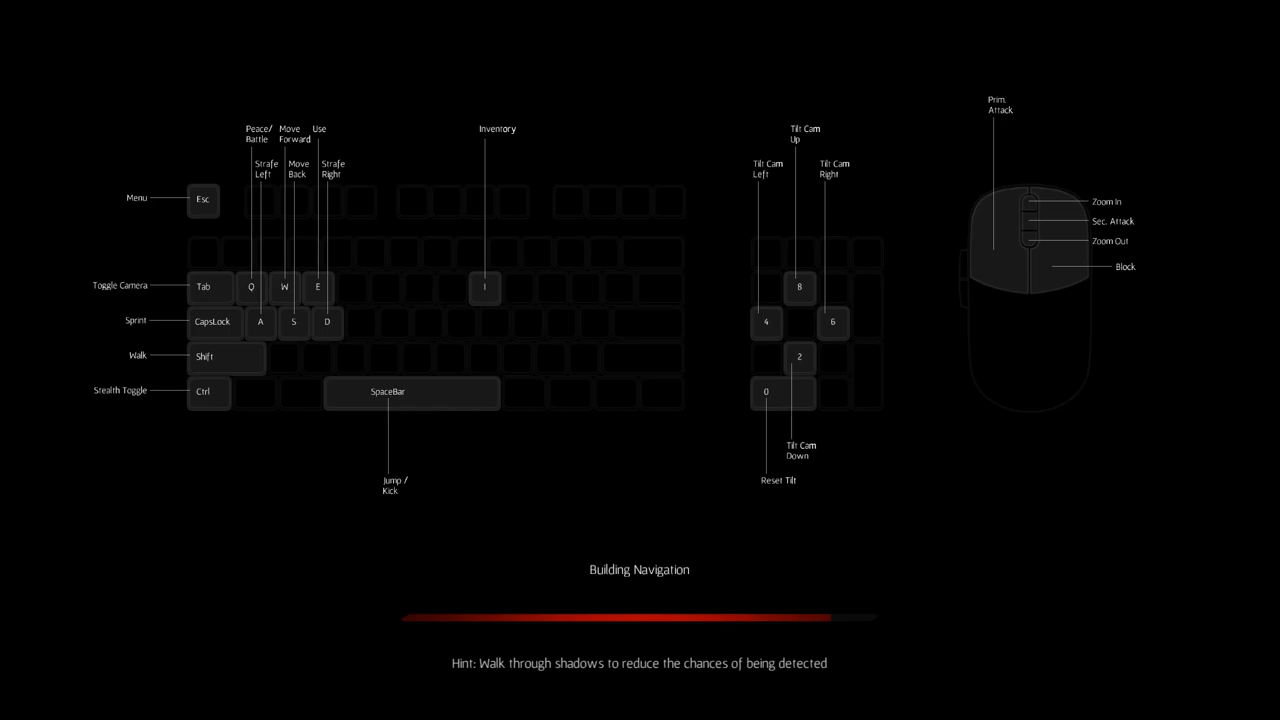 Prim.
Attack
Peace/
Battle
Move
Forward
Use
Inventory
Tilt Cam
Up
Strafe
Left
Move
Back
Strafe
Right
Tilt Cam
Left
Tilt Cam
Right
Menu
Esc
Zoom In
Sec. Attack
Zoom Out
Block
Toggle Camera
Tab
Q
W
E
I
8
Sprint
CapsLock
A
S
D
4
6
Walk
Shift
2
Stealth Toggle
Ctrl
SpaceBar
0
Tilt Cam
Down
Jump /
Kick
Reset Tilt
Building Navigation
Hint: Walk through shadows to reduce the chances of being detected